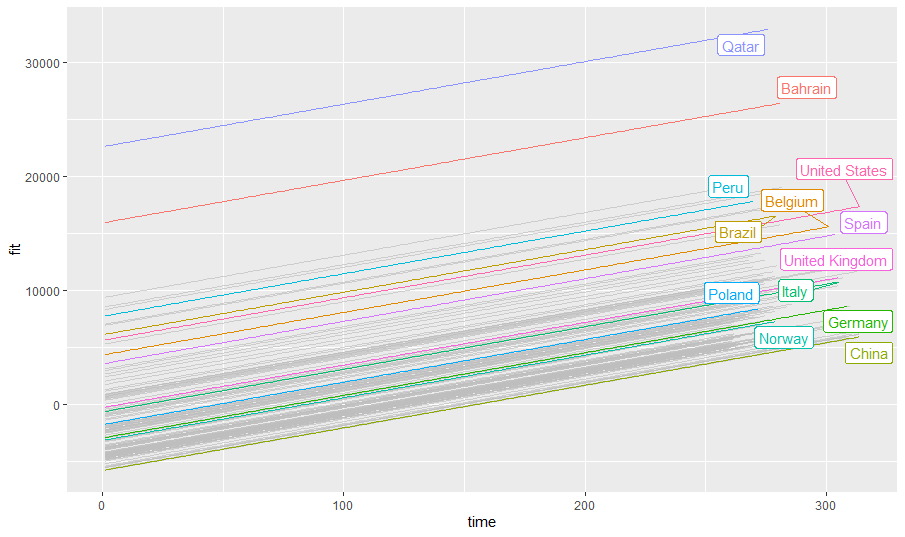 30000
20000
10000
0
fit
Qatar
Bahrain
United States
Peru
Belgium
Spain
Brazil
United Kingdom
Poland
Italy
Germany
Norway
China
0
100
200
300
time